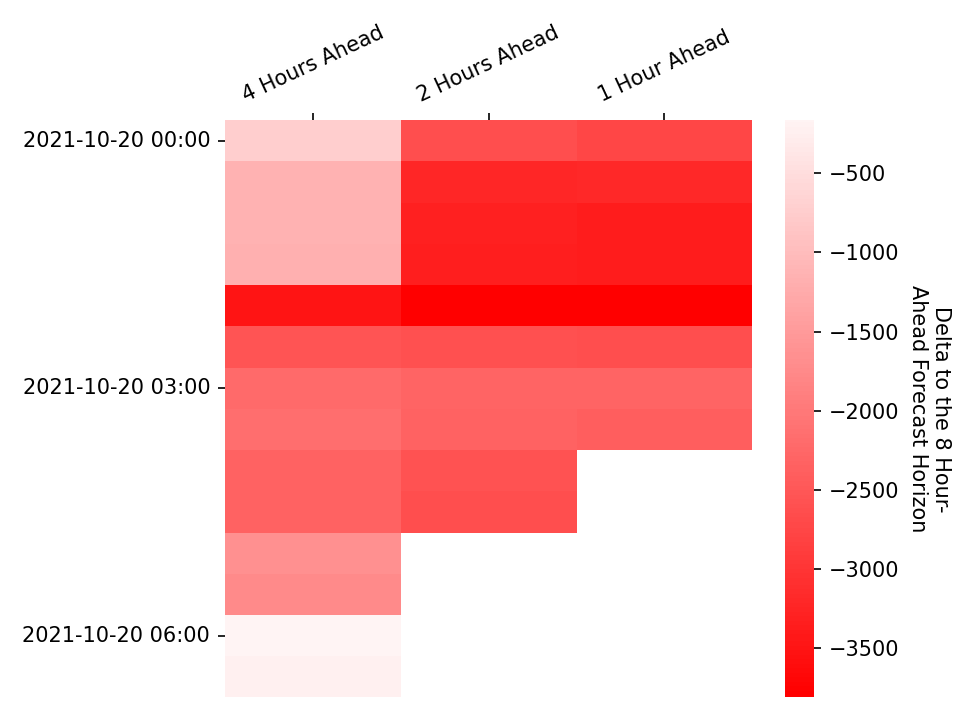 4 Hours Ahead
2 Hours Ahead
1 Hour Ahead
2021-10-20 00:00
2021-10-20 03:00
2021-10-20 06:00
−500
−1000
−1500
−2000
−2500
−3000
−3500
Delta to the 8 Hour-
Ahead Forecast Horizon